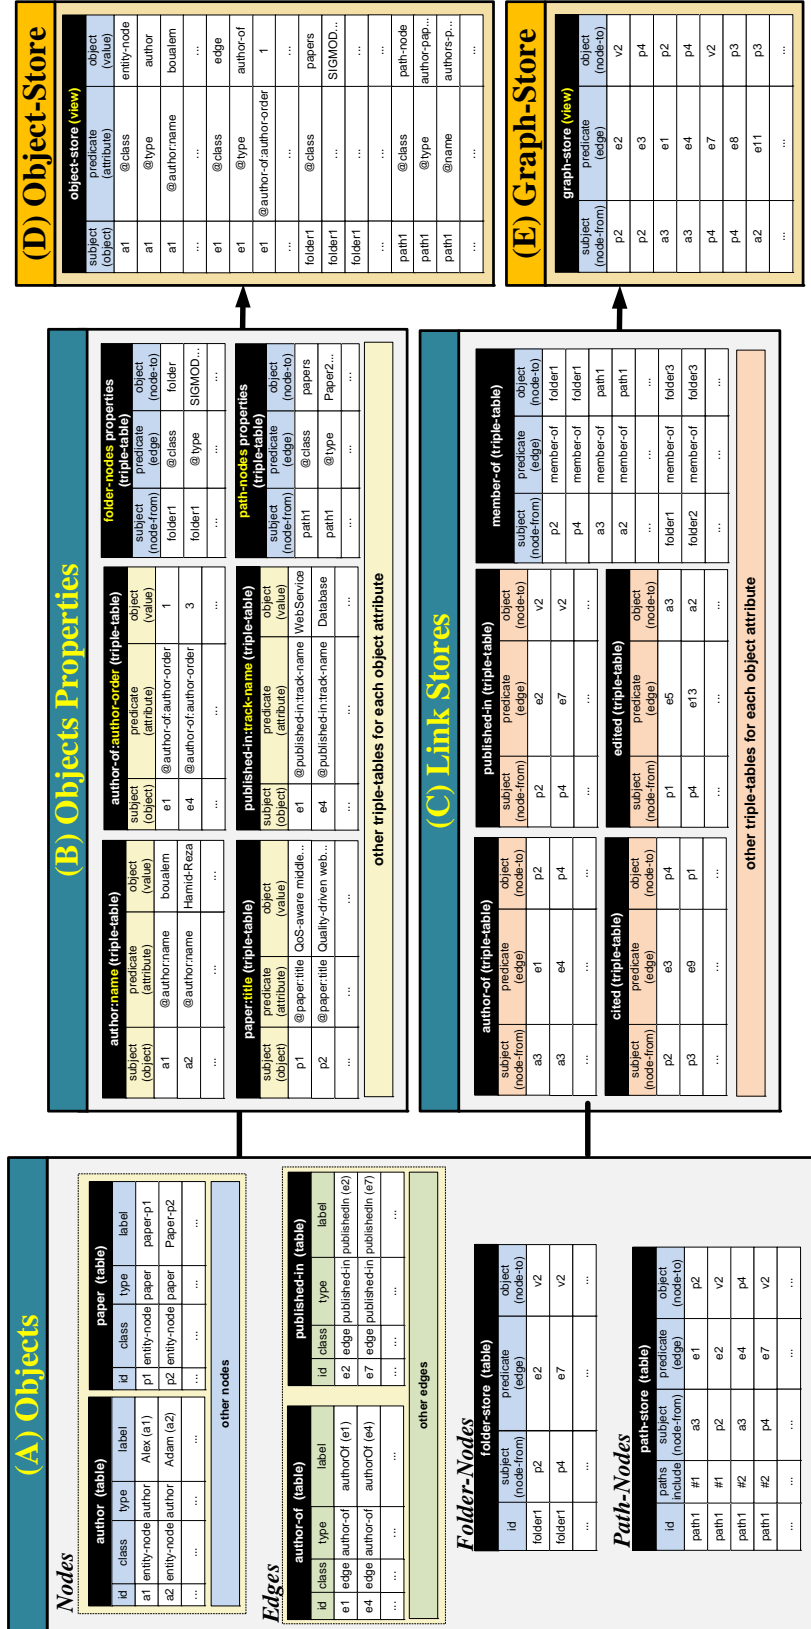 (A) Objects
Nodes
author (table)
id class type label
a1 entity-node author Alex (a1)
a2 entity-node author Adam (a2)
... ... ... ...
paper (table)
id class type label
p1 entity-node paper paper-p1
p2 entity-node paper Paper-p2
... ... ... ...
other nodes
Edges
author-of (table)
id class type label
e1 edge author-of authorOf (e1)
e4 edge author-of authorOf (e4)
... ... ... ...
published-in (table)
id class type label
e2 edge published-in publishedIn (e2)
e7 edge published-in publishedIn (e7)
... ... ... ...
other edges
Folder-Nodes
folder-store (table)
id subject (node-from) predicate (edge) object (node-to)
folder1 p2 e2 v2
folder1 p4 e7 v2
... ... ... ...
Path-Nodes
path-store (table)
id paths include subject (node-from) predicate (edge) object (node-to)
path1 #1 a3 e1 p2
path1 #1 p2 e2 v2
path1 #2 a3 e4 p4
path1 #2 p4 e7 v2
... ... ... ... ...
(B) Objects Properties
author:name (triple-table)
subject (object) predicate (attribute) object (value)
a1 @author:name boualem
a2 @author:name Hamid-Reza
... ... ...
author-of:author-order (triple-table)
subject (object) predicate (attribute) object (value)
e1 @author-of:author-order 1
e4 @author-of:author-order 3
... ... ...
folder-nodes properties
(triple-table)
subject (node-from) predicate (edge) object (node-to)
folder1 @class folder
folder1 @type SIGMOD...
... ... ...
paper:title (triple-table)
subject (object) predicate (attribute) object (value)
p1 @paper:title QoS-aware middle...
p2 @paper:title Quality-driven web...
... ... ...
published-in:track-name (triple-table)
subject (object) predicate (attribute) object (value)
e1 @published-in:track-name WebService
e4 @published-in:track-name Database
... ... ...
path-nodes properties
(triple-table)
subject (node-from) predicate (edge) object (node-to)
path1 @class papers
path1 @type Paper2...
... ... ...
other triple-tables for each object attribute
(C) Link Stores
author-of (triple-table)
subject (node-from) predicate (edge) object (node-to)
a3 e1 p2
a3 e4 p4
... ... ...
published-in (triple-table)
subject (node-from) predicate (edge) object (node-to)
p2 e2 v2
p4 e7 v2
... ... ...
member-of (triple-table)
subject (node-from) predicate (edge) object (node-to)
p2 member-of folder1
p4 member-of folder1
a3 member-of path1
a2 member-of path1
... ... ...
folder1 member-of folder3
folder2 member-of folder3
... ... ...
cited (triple-table)
subject (node-from) predicate (edge) object (node-to)
p2 e3 p4
p3 e9 p1
... ... ...
edited (triple-table)
subject (node-from) predicate (edge) object (node-to)
p1 e5 a3
p4 e13 a2
... ... ...
other triple-tables for each object attribute
(D) Object-Store
object-store (view)
subject (object) predicate (attribute) object (value)
a1 @class entity-node
a1 @type author
a1 @author:name boualem
... ... ...
e1 @class edge
e1 @type author-of
e1 @author-of:author-order 1
... ... ...
folder1 @class papers
folder1 ... SIGMOD...
folder1 ... ...
... ... ...
path1 @class path-node
path1 @type author-pap...
path1 @name authors-p...
... ... ...
(E) Graph-Store
graph-store (view)
subject (node-from) predicate (edge) object (node-to)
p2 e2 v2
p2 e3 p4
a3 e1 p2
a3 e4 p4
p4 e7 v2
p4 e8 p3
a2 e11 p3
... ... ...